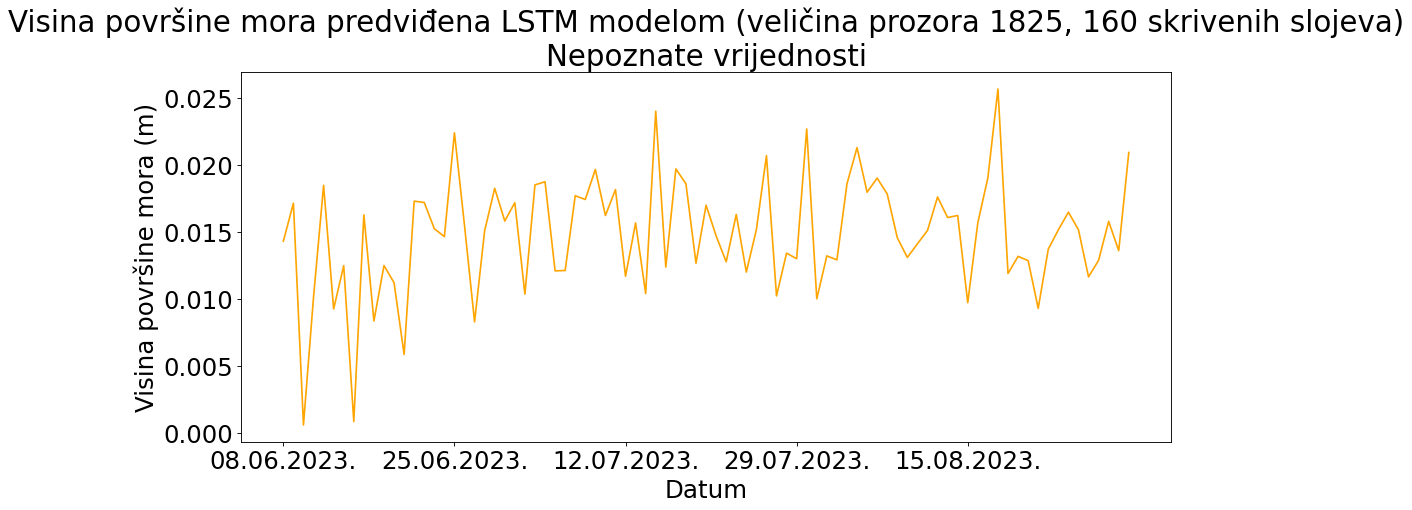 Visina površine mora predviđena LSTM modelom (veličina prozora 1825, 160 skrivenih slojeva)
Nepoznate vrijednosti
Visina površine mora (m)
0.025
0.020
0.015
0.010
0.005
0.000
08.06.2023. 25.06.2023. 12.07.2023. 29.07.2023. 15.08.2023.
Datum